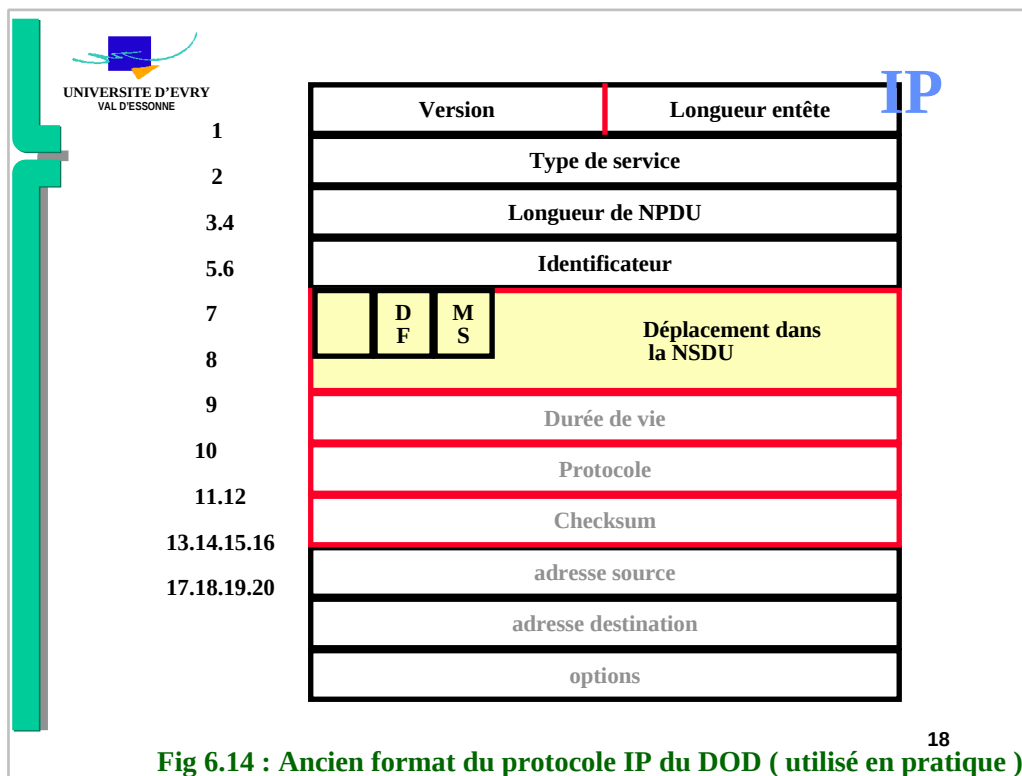 UNIVERSITE D'EVRY
VAL D'ESSONNE
IP
Version Longueur entête
1
Type de service
2
Longueur de NPDU
3.4
Identificateur
5.6
D
F
M
S
7
Déplacement dans
la NSDU
8
Durée de vie
9
Protocole
10
Checksum
11.12
adresse source
13.14.15.16
adresse destination
17.18.19.20
options
18
Fig 6.14 : Ancien format du protocole IP du DOD ( utilisé en pratique )